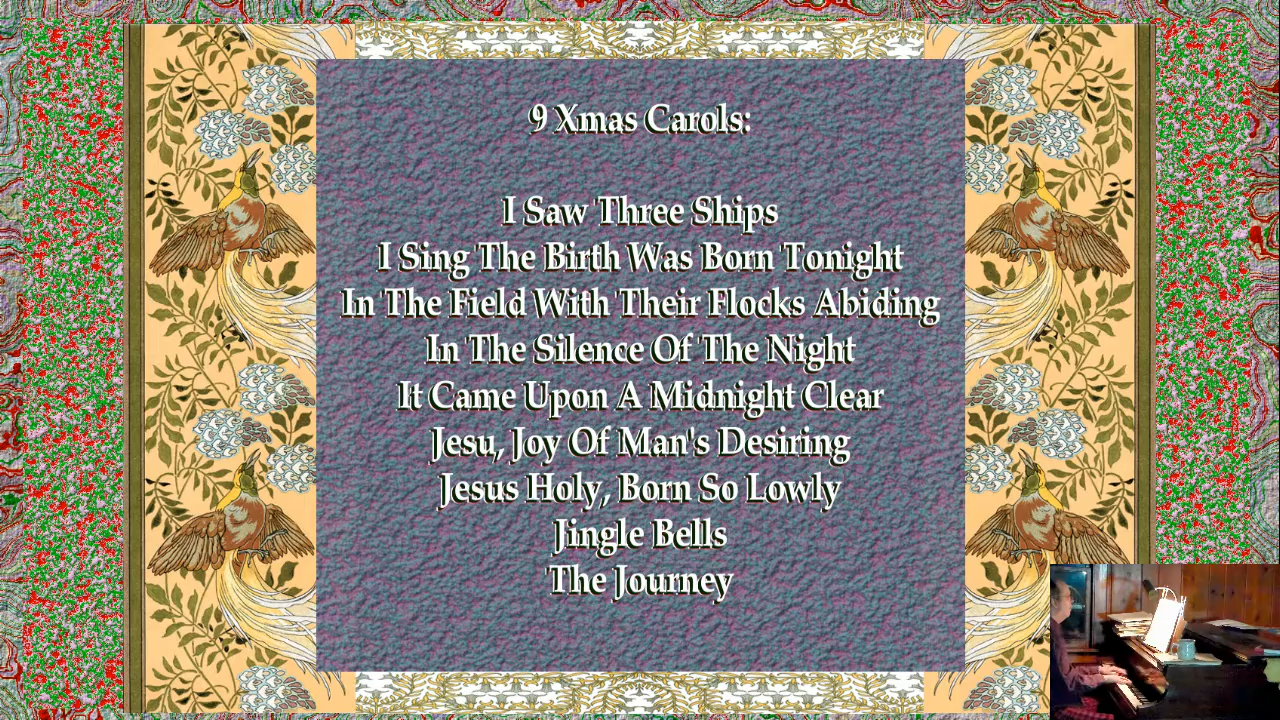 9 Xmas Carols:
I Saw Three Ships
I Sing The Birth Was Born Tonight
In The Field With Their Flocks Abiding
In The Silence Of The Night
It Came Upon A Midnight Clear
Jesu, Joy Of Man's Desiring
Jesus Holy, Born So Lowly
Jingle Bells
The Journey